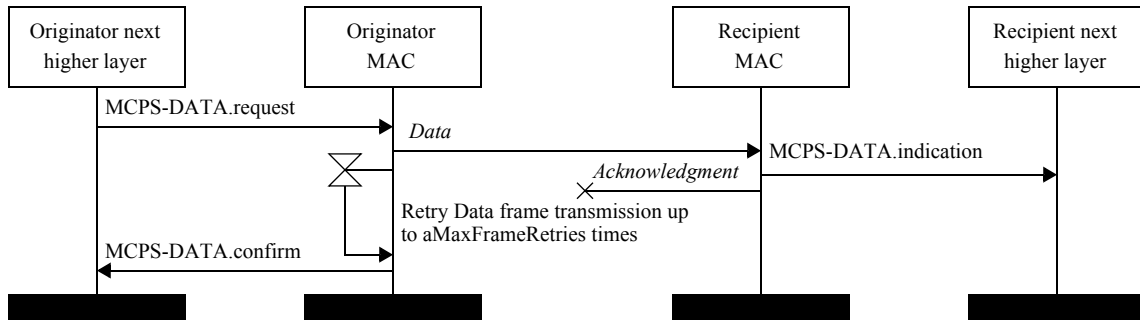 Originator next
higher layer
Originator
MAC
Recipient
MAC
Recipient next
higher layer
MCPS-DATA.request
Data
MCPS-DATA.indication
Acknowledgment
Retry Data frame transmission up
to aMaxFrameRetries times
MCPS-DATA.confirm